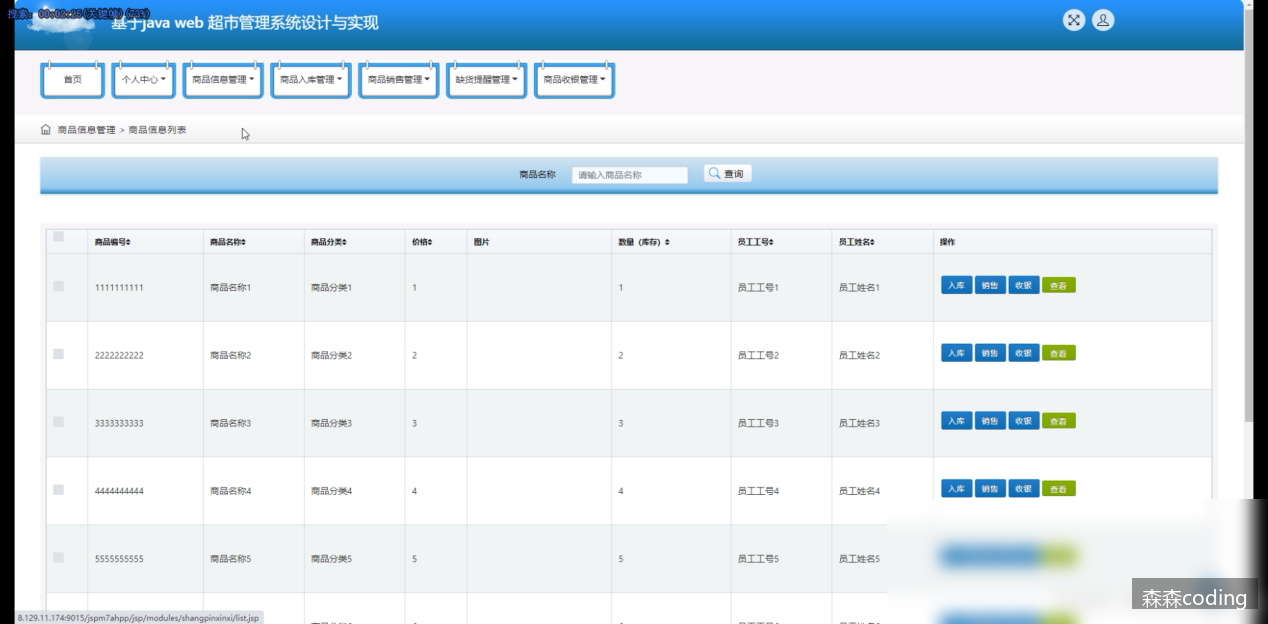 搜索: 00:02:25(关键帧)(73%)
基于java web 超市管理系统设计与实现
首页 个人中心 商品信息管理 商品入库管理 商品销售管理 缺货提醒管理 商品收银管理
商品信息管理 > 商品信息列表
商品名称 请输入商品名称 查询
商品编号 商品名称 商品分类 价格 图片 数量（库存） 员工工号 员工姓名 操作
1111111111 商品名称1 商品分类1 1 1 员工工号1 员工姓名1 入库 销售 收银 查看
2222222222 商品名称2 商品分类2 2 2 员工工号2 员工姓名2 入库 销售 收银 查看
3333333333 商品名称3 商品分类3 3 3 员工工号3 员工姓名3 入库 销售 收银 查看
4444444444 商品名称4 商品分类4 4 4 员工工号4 员工姓名4 入库 销售 收银 查看
5555555555 商品名称5 商品分类5 5 5 员工工号5 员工姓名5
森森coding
8.129.11.174:9015/jspm7ahpp/jsp/modules/shangpinxinxi/list.jsp